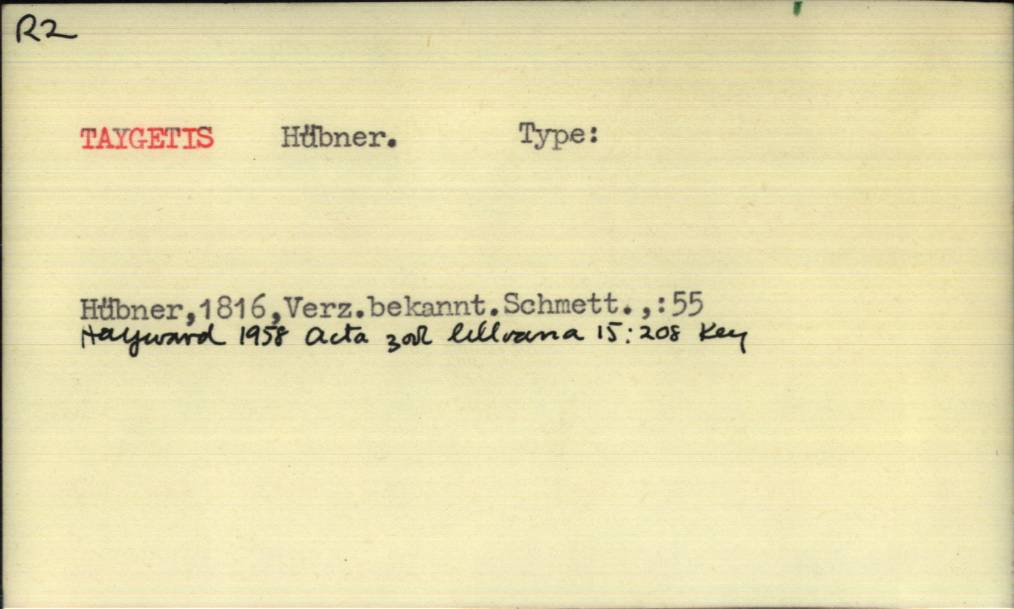 R2
TAYGETIS Hübner. Type:
Hübner,1816,Verz.bekannt.Schmett.,:55
Hayward 1958 Acta zool lilloana 15:208 Key